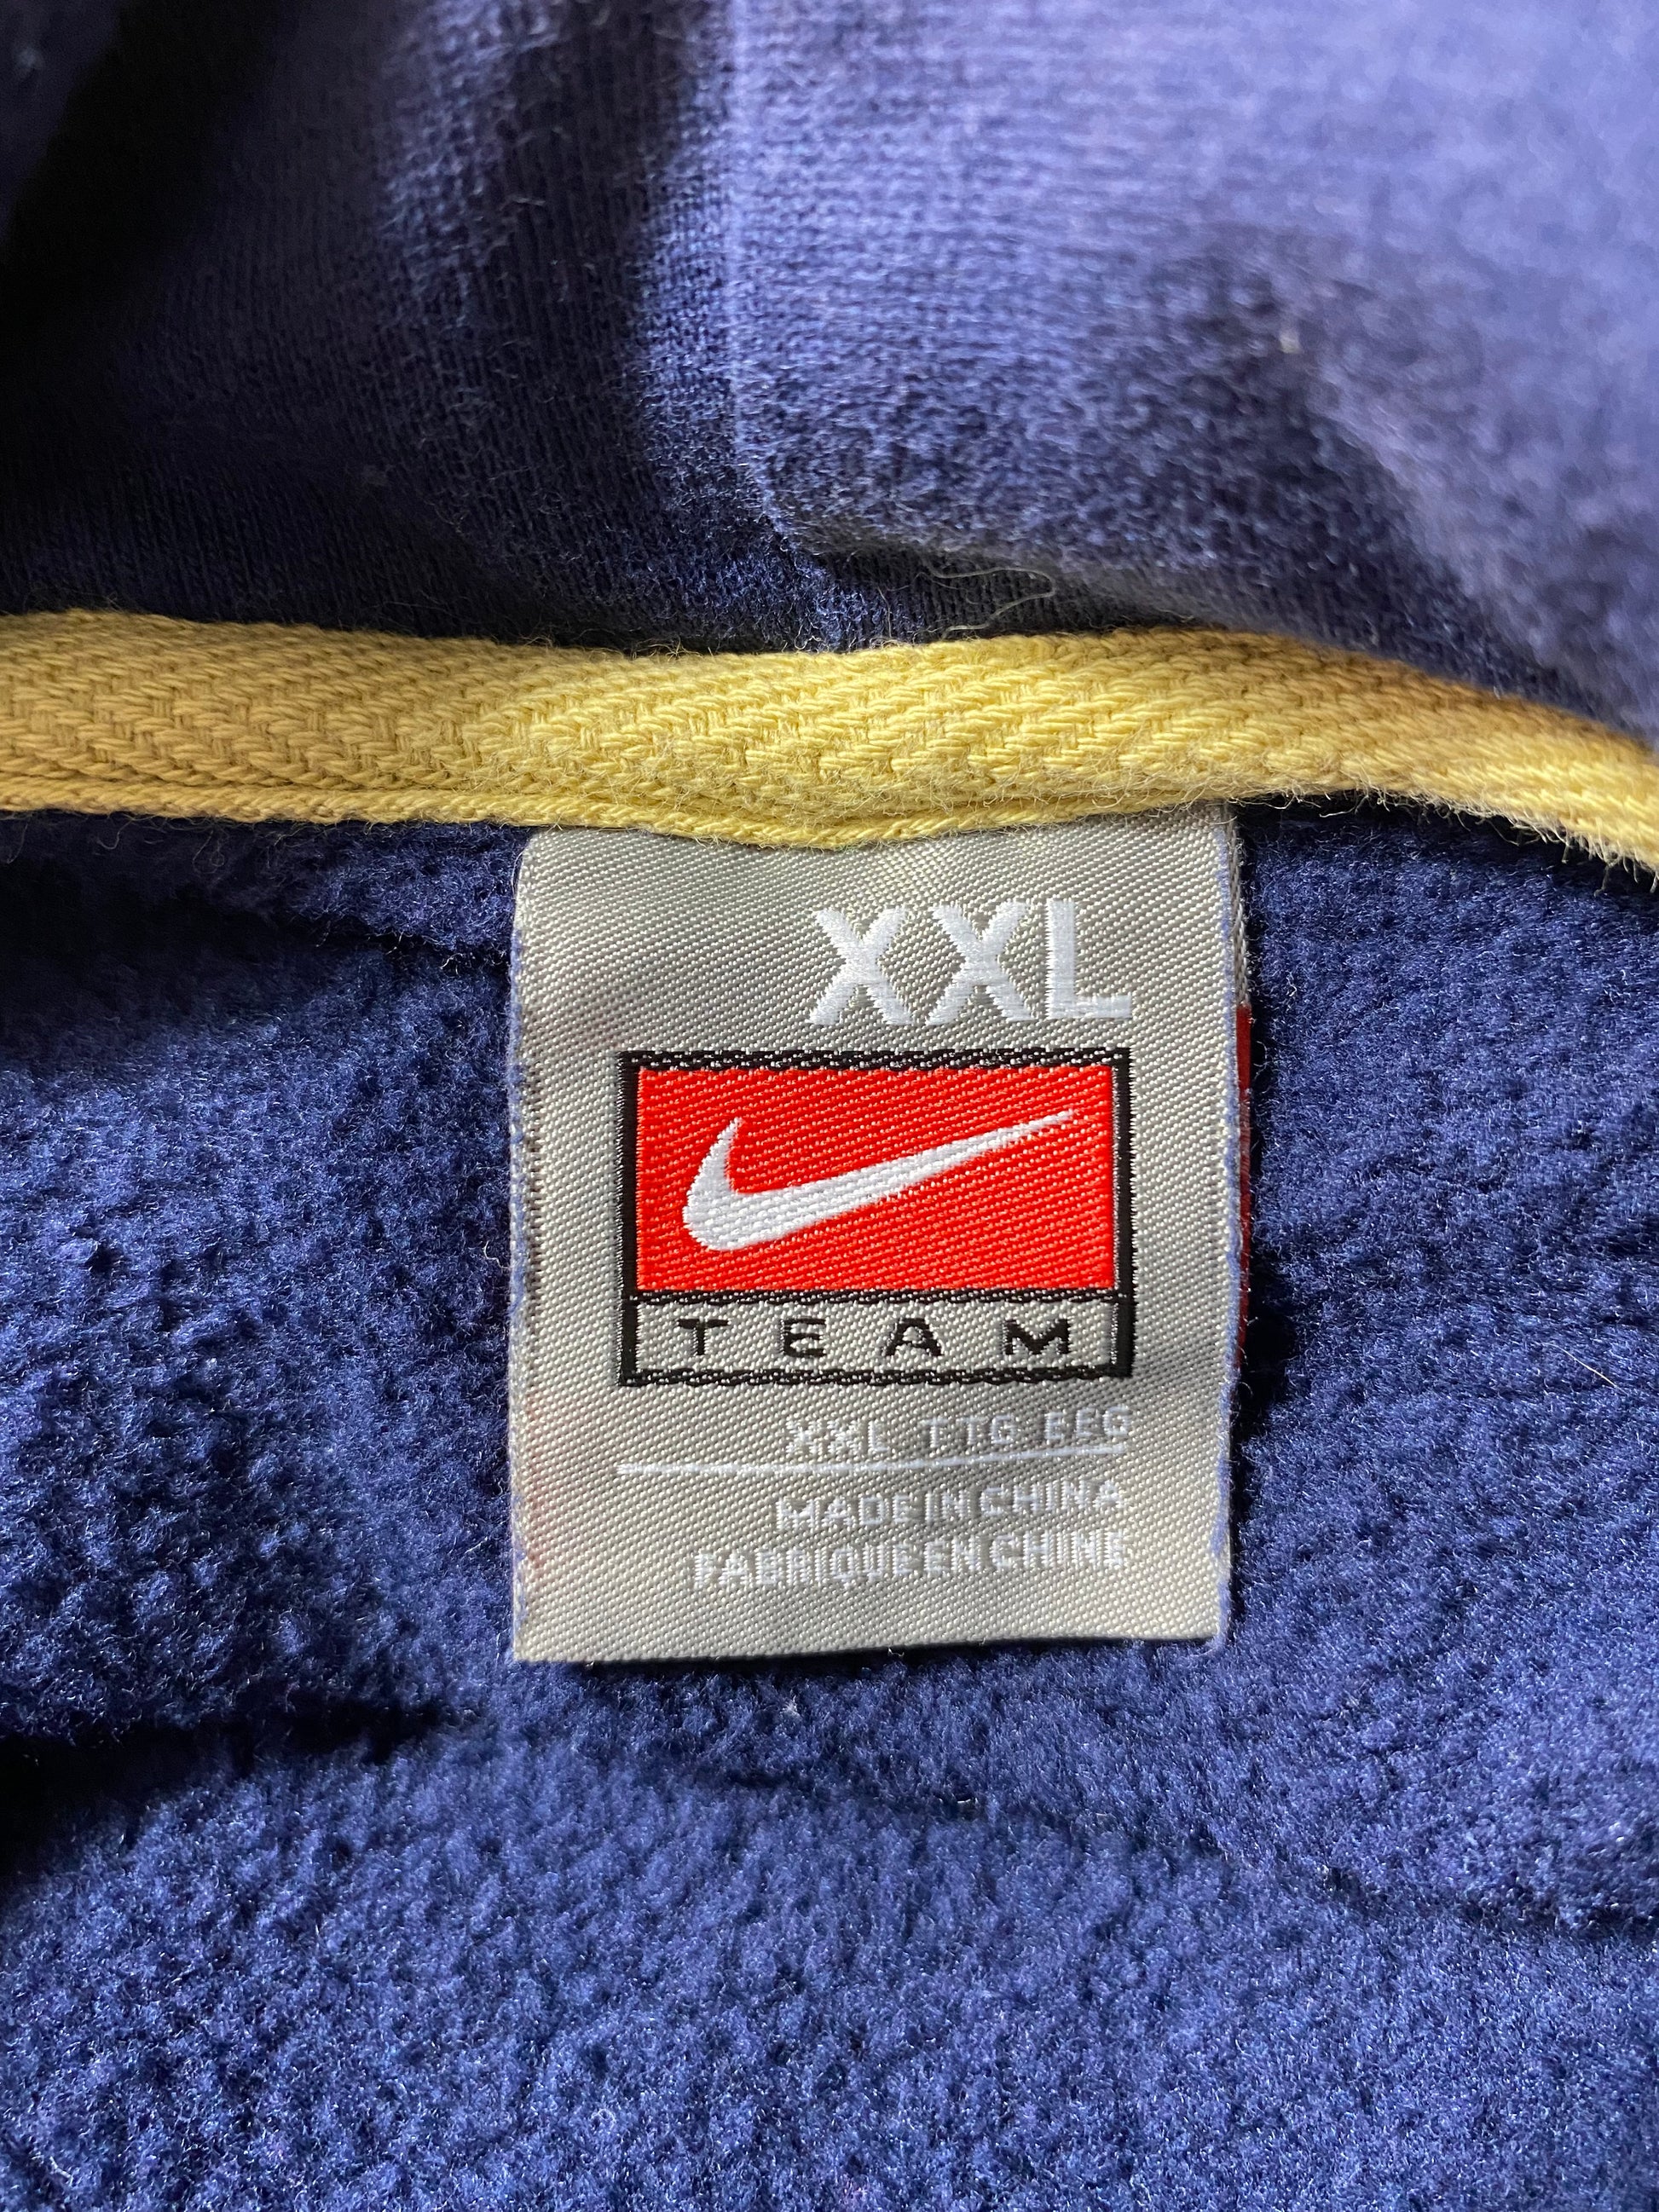 XXL
TEAM
XXL TTG EEG
MADE IN CHINA
FABRIQUE EN CHINE